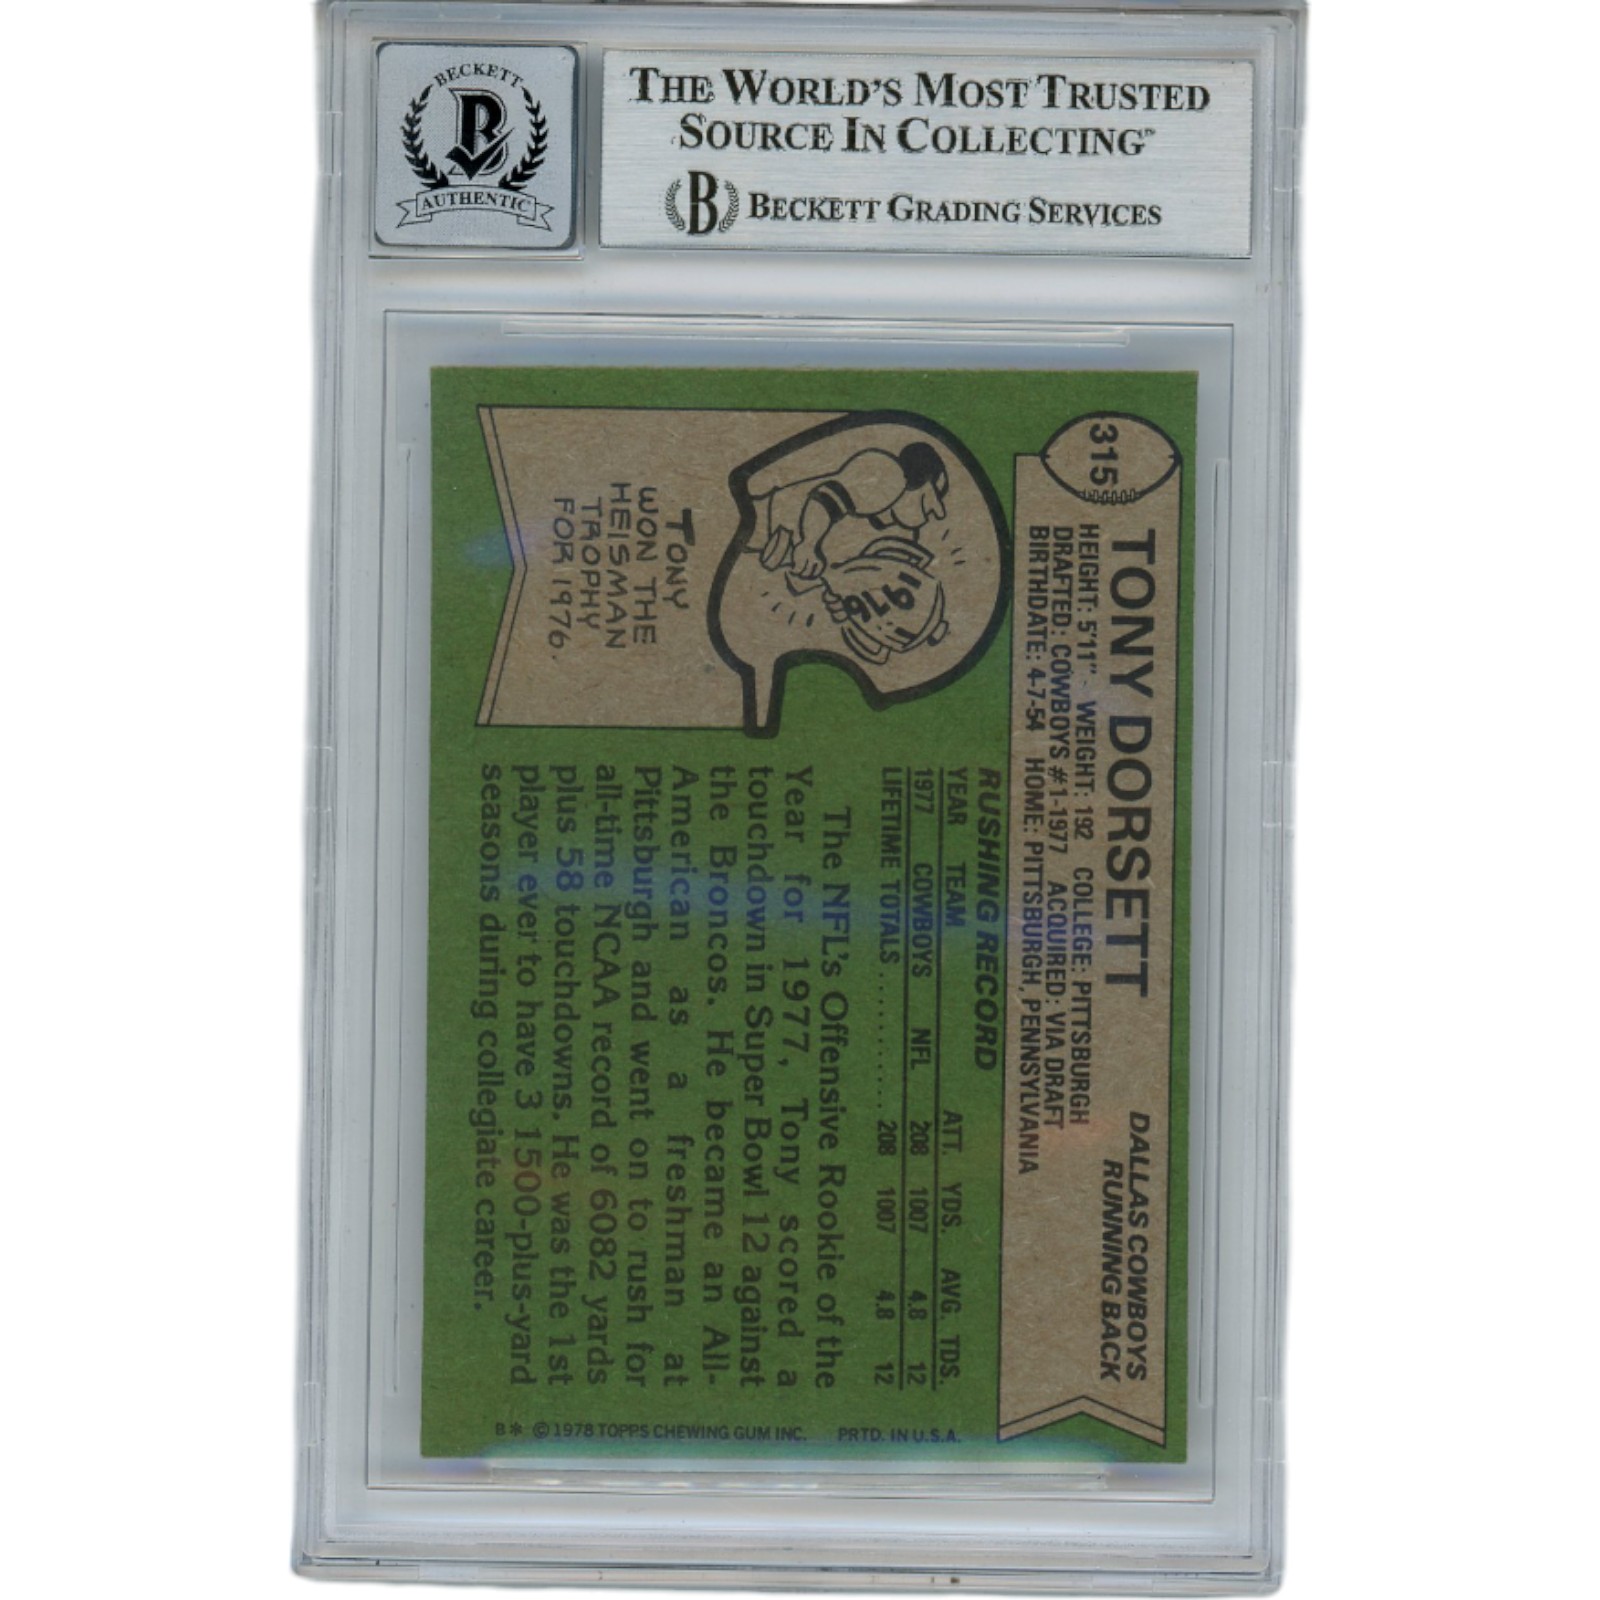 BECKETT
B
AUTHENTIC
THE WORLD'S MOST TRUSTED
SOURCE IN COLLECTING™
B BECKETT GRADING SERVICES
315
TONY DORSETT
DALLAS COWBOYS
RUNNING BACK
HEIGHT: 5'11" WEIGHT: 192 COLLEGE: PITTSBURGH
DRAFTED: COWBOYS #1-1977 ACQUIRED: VIA DRAFT
BIRTHDATE: 4-7-54 HOME: PITTSBURGH, PENNSYLVANIA
1976
TONY
WON THE
HEISMAN
TROPHY
FOR 1976.
RUSHING RECORD
YEAR TEAM ATT. YDS. AVG. TDS.
1977 COWBOYS NFL 208 1007 4.8 12
LIFETIME TOTALS .......... 208 1007 4.8 12
The NFL's Offensive Rookie of the
Year for 1977, Tony scored a
touchdown in Super Bowl 12 against
the Broncos. He became an All-
American as a freshman at
Pittsburgh and went on to rush for
all-time NCAA record of 6082 yards
plus 58 touchdowns. He was the 1st
player ever to have 3 1500-plus-yard
seasons during collegiate career.
B* ©1978 TOPPS CHEWING GUM INC. PRTD. IN U.S.A.